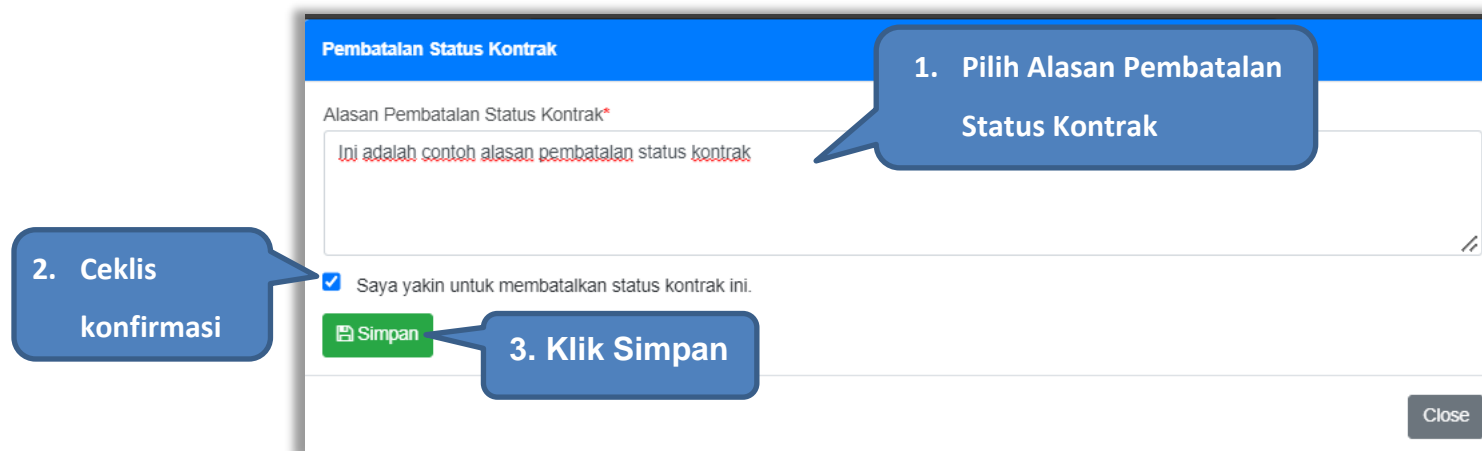 Pembatalan Status Kontrak
1. Pilih Alasan Pembatalan
Status Kontrak
Alasan Pembatalan Status Kontrak*
Ini adalah contoh alasan pembatalan status kontrak
2. Ceklis
konfirmasi
Saya yakin untuk membatalkan status kontrak ini.
Simpan
3. Klik Simpan
Close